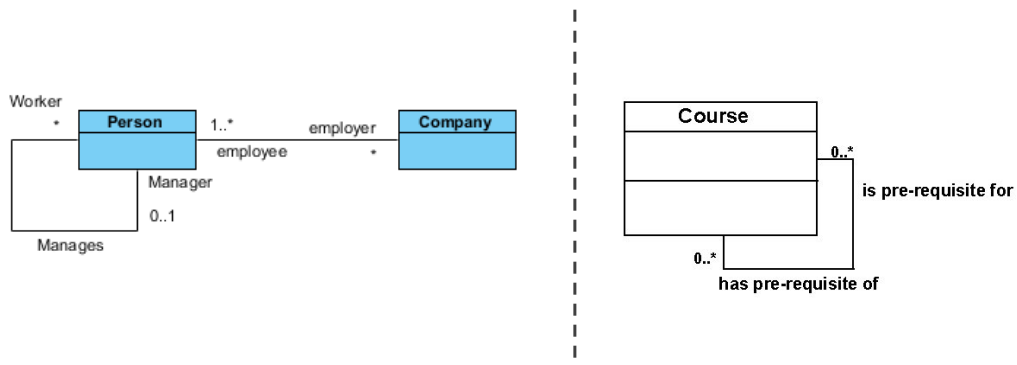 Worker
*
Person
1..*
employee
employer
*
Company
Manager
0..1
Manages
Course
0..*
is pre-requisite for
0..*
has pre-requisite of